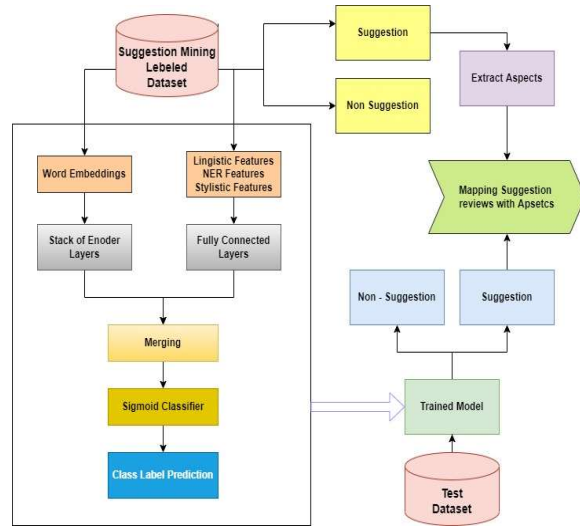 Suggestion Mining
Labeled
Dataset
Suggestion
Non Suggestion
Extract Aspects
Word Embeddings
Lingistic Features
NER Features
Stylistic Features
Mapping Suggestion
reviews with Apsetcs
Stack of Enoder
Layers
Fully Connected
Layers
Non - Suggestion
Suggestion
Merging
Sigmoid Classifier
Trained Model
Class Label Prediction
Test
Dataset